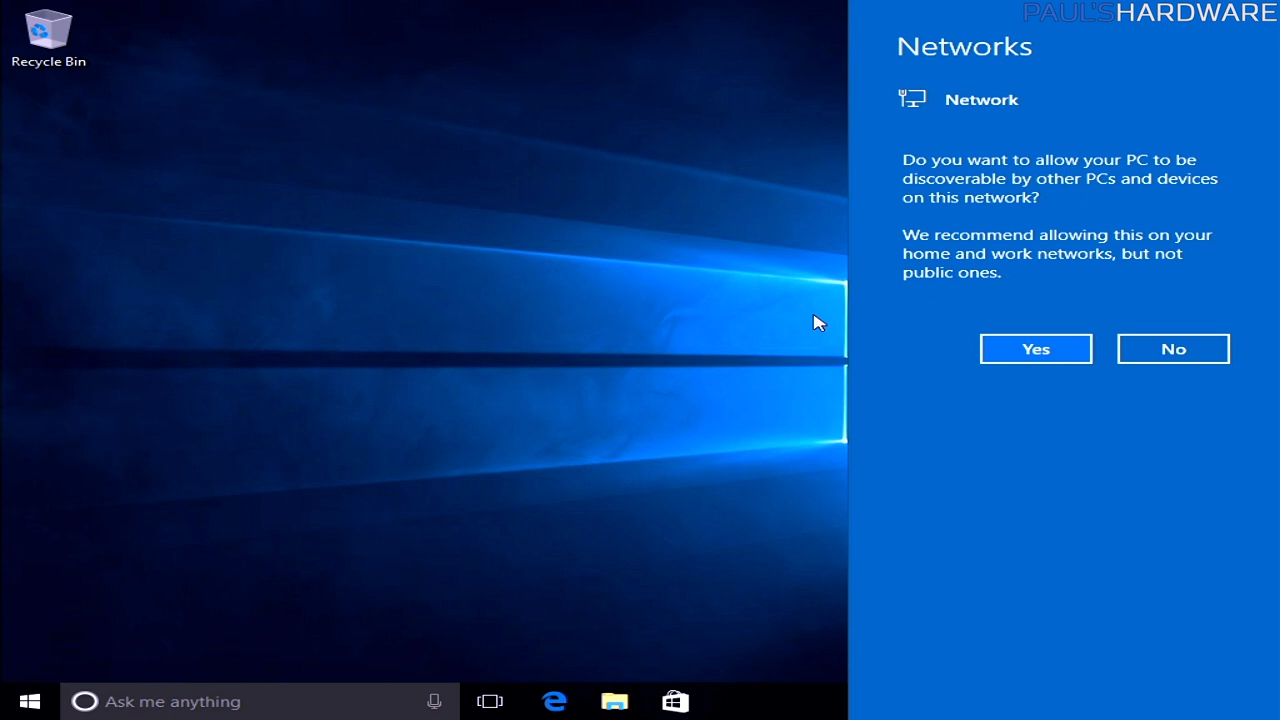 PAUL'SHARDWARE
Recycle Bin
Networks
Network
Do you want to allow your PC to be
discoverable by other PCs and devices
on this network?
We recommend allowing this on your
home and work networks, but not
public ones.
Yes
No
Ask me anything